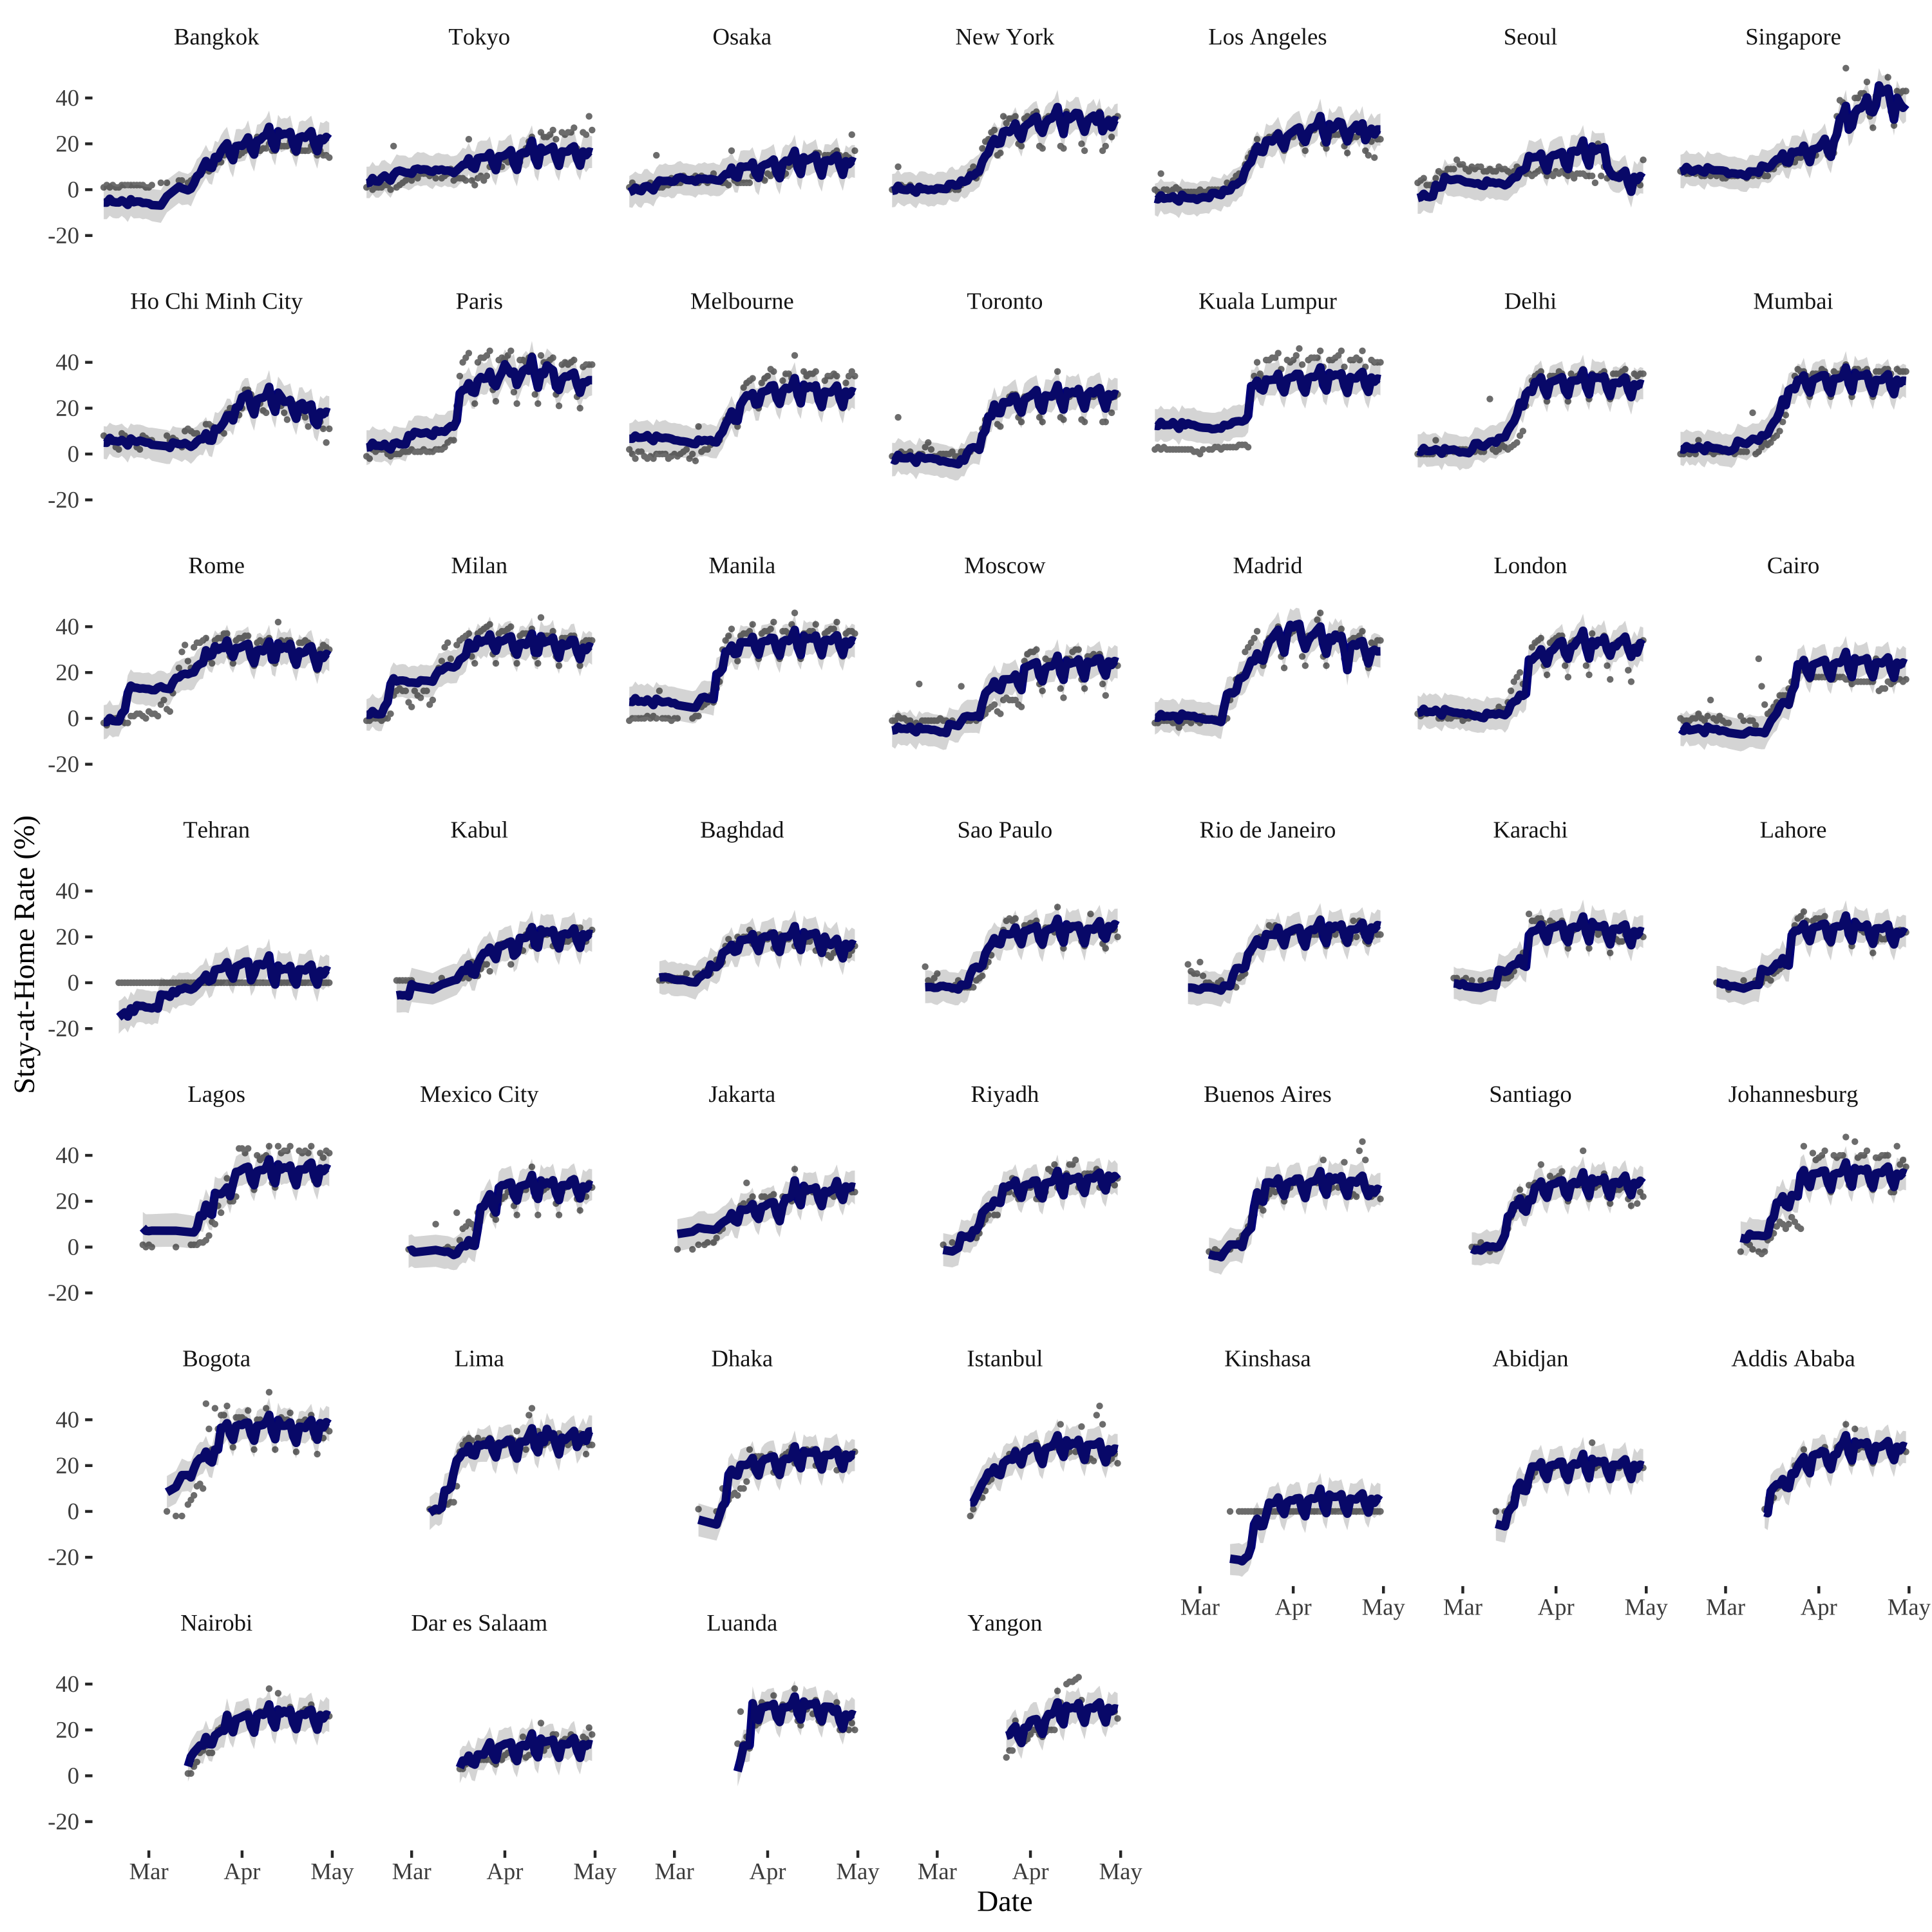 Bangkok Tokyo Osaka New York Los Angeles Seoul Singapore
40
20
0
-20
Ho Chi Minh City Paris Melbourne Toronto Kuala Lumpur Delhi Mumbai
40
20
0
-20
Rome Milan Manila Moscow Madrid London Cairo
40
20
0
-20
Stay-at-Home Rate (%)
Tehran Kabul Baghdad Sao Paulo Rio de Janeiro Karachi Lahore
40
20
0
-20
Lagos Mexico City Jakarta Riyadh Buenos Aires Santiago Johannesburg
40
20
0
-20
Bogota Lima Dhaka Istanbul Kinshasa Abidjan Addis Ababa
40
20
0
-20
Mar Apr May Mar Apr May Mar Apr May
Nairobi Dar es Salaam Luanda Yangon
40
20
0
-20
Mar Apr May Mar Apr May Mar Apr May Mar Apr May
Date